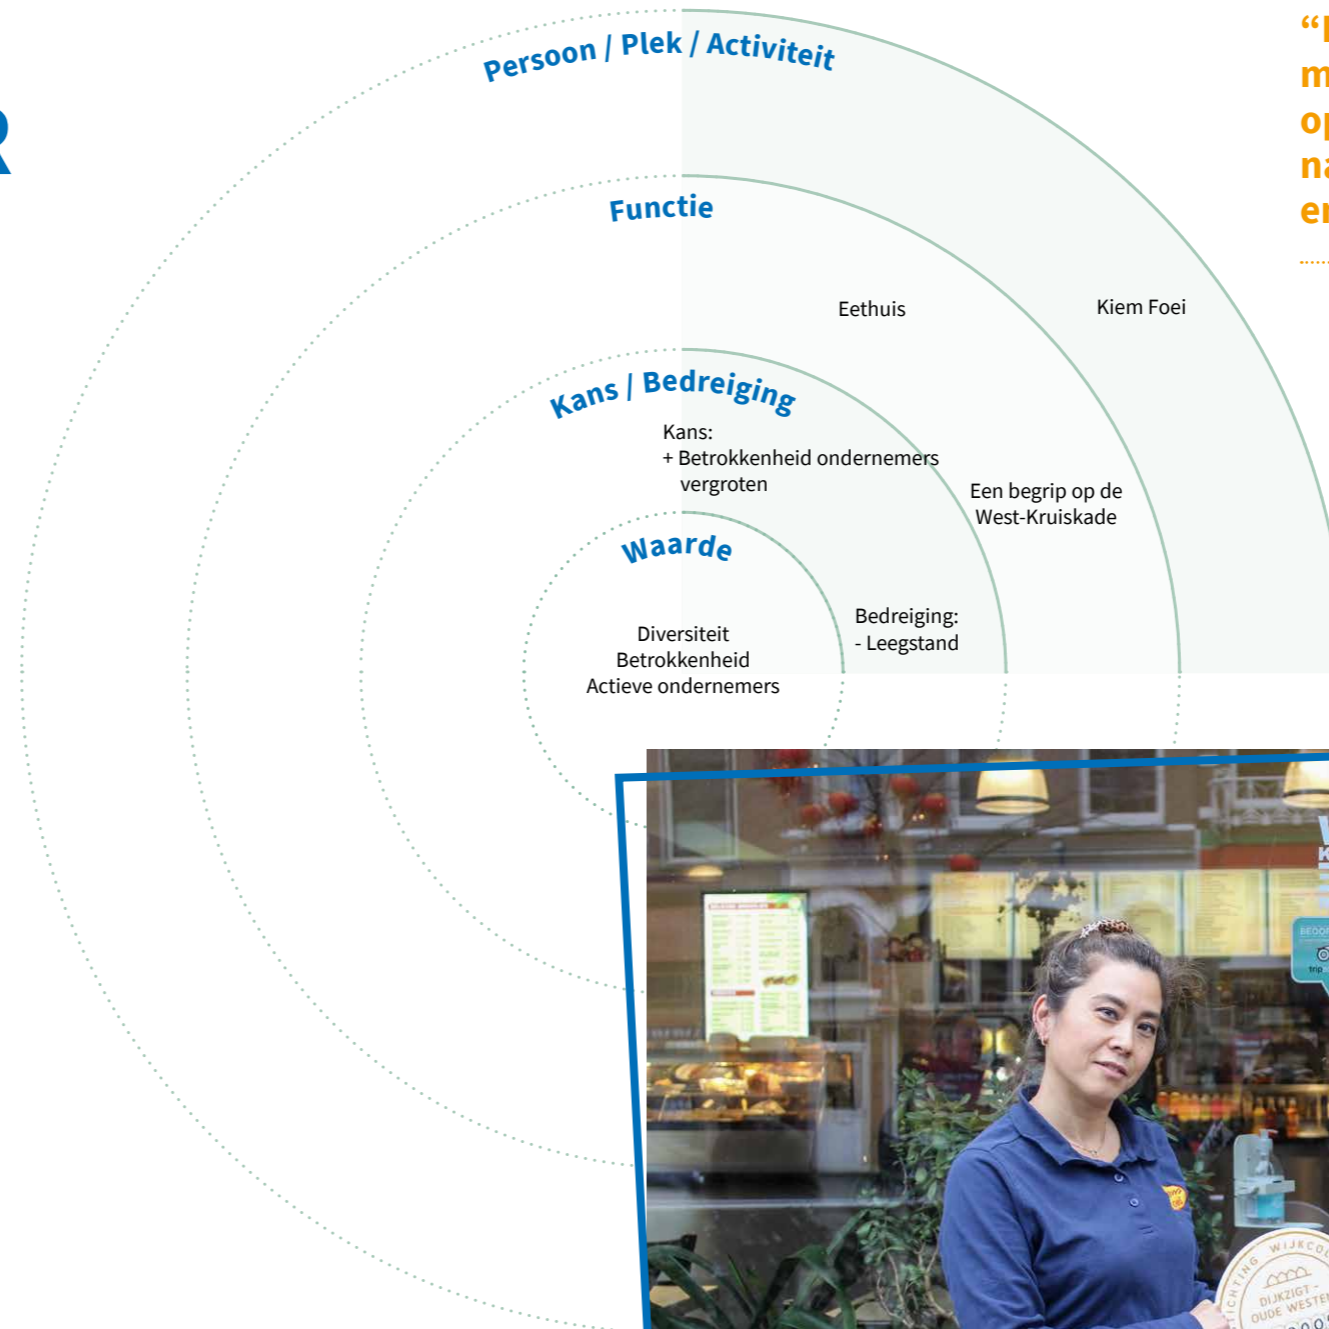 Persoon / Plek / Activiteit
Functie
Eethuis
Kiem Foei
Kans / Bedreiging
Kans:
+ Betrokkenheid ondernemers
vergroten
Een begrip op de
West-Kruiskade
Waarde
Bedreiging:
- Leegstand
Diversiteit
Betrokkenheid
Actieve ondernemers
DIJKZIGT -